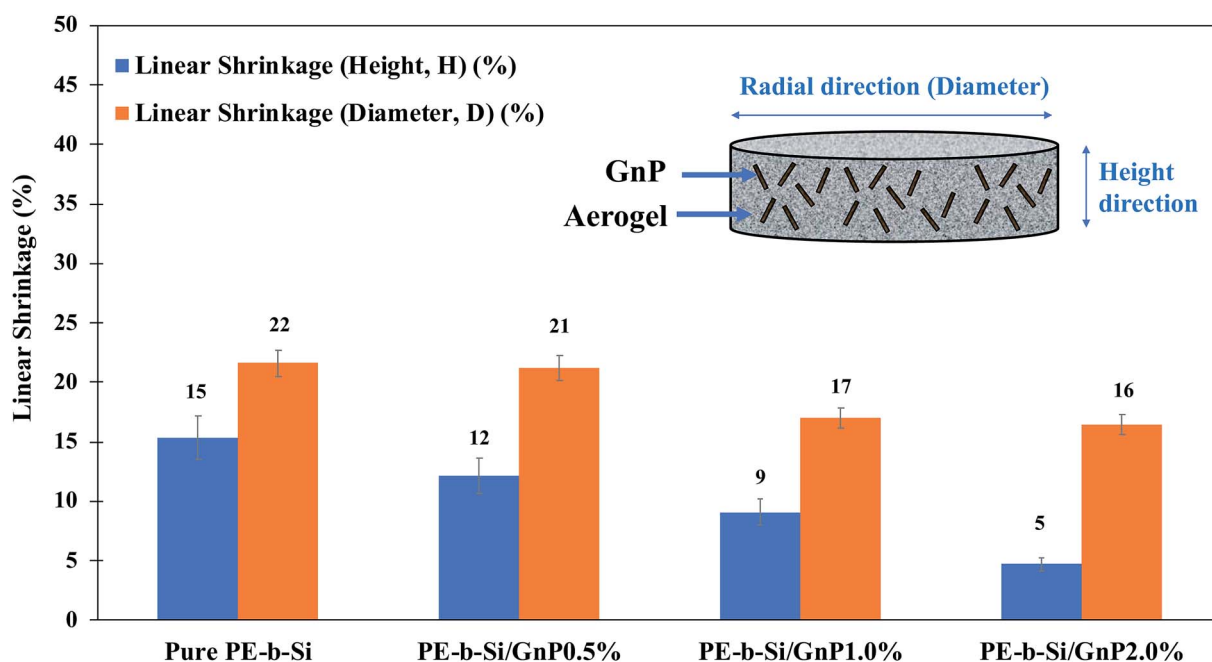 50
45
40
35
30
25
20
15
10
5
0
Linear Shrinkage (%)
Linear Shrinkage (Height, H) (%)
Linear Shrinkage (Diameter, D) (%)
Radial direction (Diameter)
GnP
Aerogel
Height
direction
15
22
12
21
9
17
5
16
Pure PE-b-Si
PE-b-Si/GnP0.5%
PE-b-Si/GnP1.0%
PE-b-Si/GnP2.0%